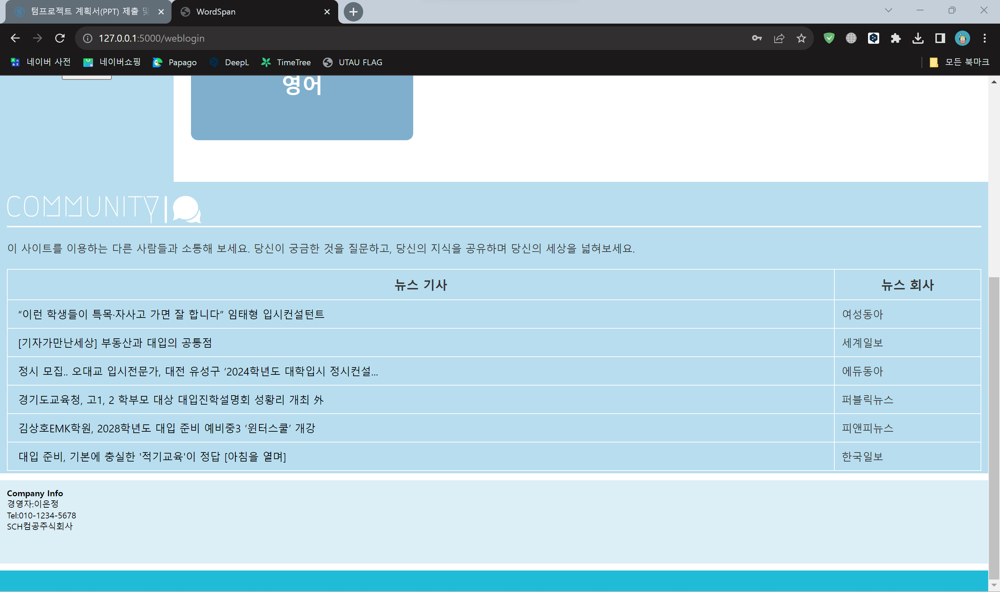 텀프로젝트 계획서(PPT) 제출 및
WordSpan
127.0.0.1:5000/weblogin
네이버 사전
네이버쇼핑
Papago
DeepL
TimeTree
UTAU FLAG
모든 북마크
영어
COMMUNITY
이 사이트를 이용하는 다른 사람들과 소통해 보세요. 당신이 궁금한 것을 질문하고, 당신의 지식을 공유하며 당신의 세상을 넓혀보세요.
뉴스 기사 뉴스 회사
“이런 학생들이 특목·자사고 가면 잘 합니다” 임태형 입시컨설턴트 여성동아
[기자가만난세상] 부동산과 대입의 공통점 세계일보
정시 모집.. 오대교 입시전문가, 대전 유성구 ‘2024학년도 대학입시 정시컨설... 에듀동아
경기도교육청, 고1, 2 학부모 대상 대입진학설명회 성황리 개최 外 퍼블릭뉴스
김상호EMK학원, 2028학년도 대입 준비 예비중3 ‘윈터스쿨’ 개강 피앤피뉴스
대입 준비, 기본에 충실한 '적기교육'이 정답 [아침을 열며] 한국일보
Company Info
경영자:이은정
Tel:010-1234-5678
SCH컴공주식회사